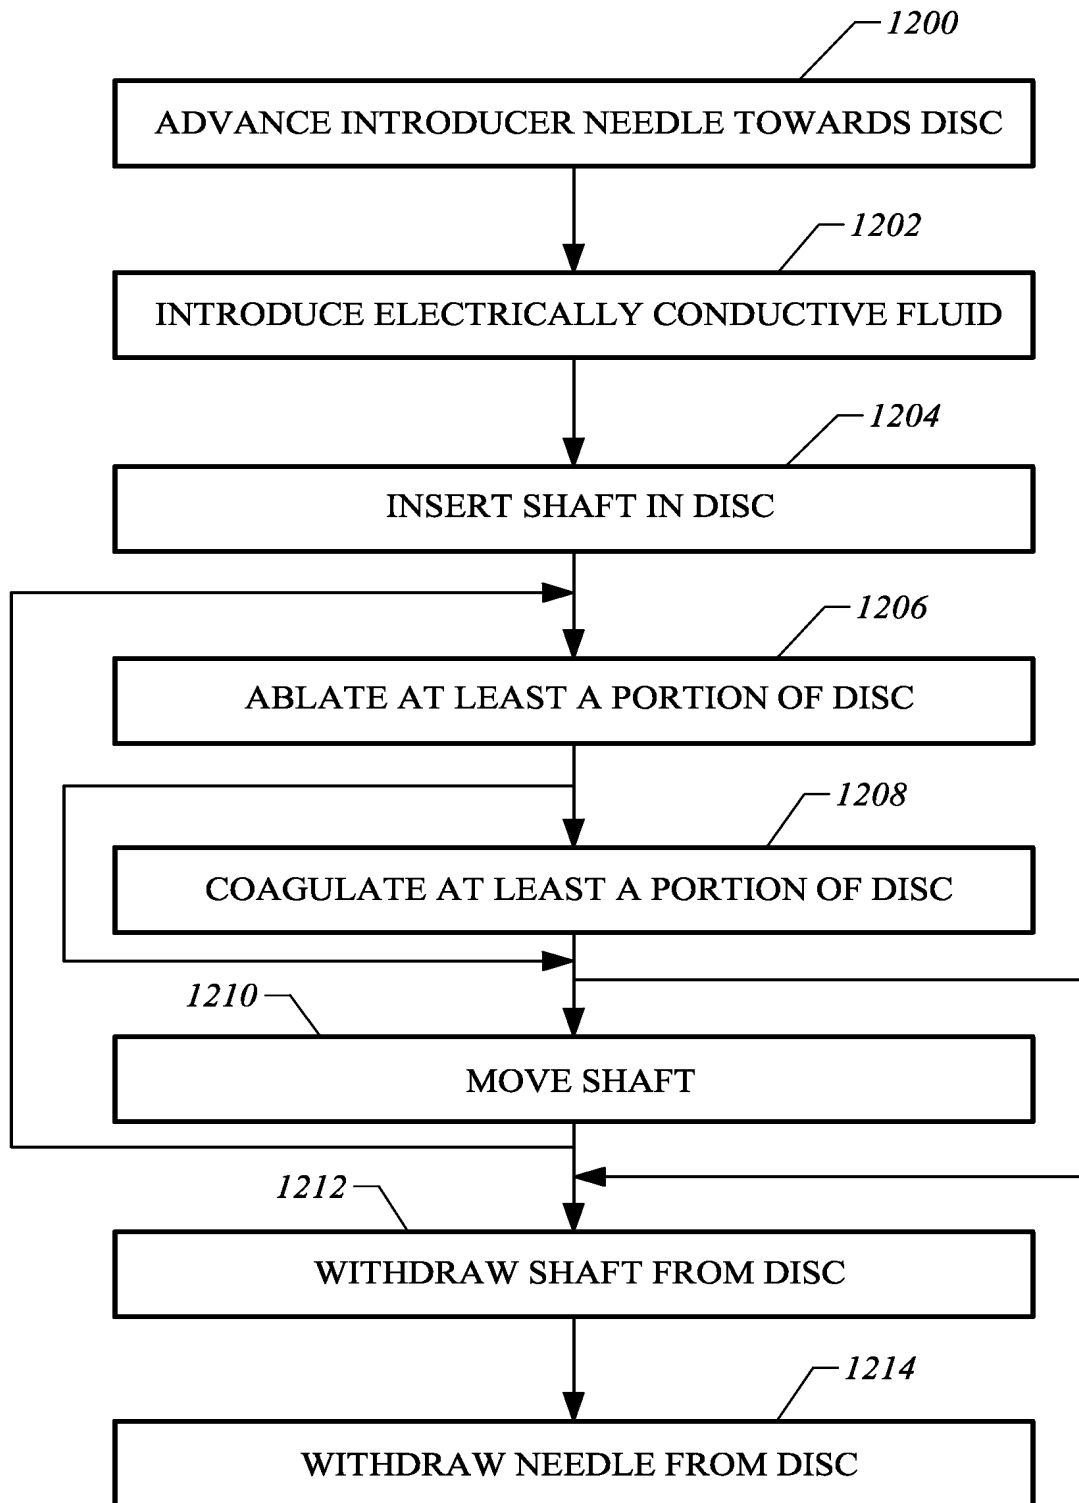 1200
ADVANCE INTRODUCER NEEDLE TOWARDS DISC
1202
INTRODUCE ELECTRICALLY CONDUCTIVE FLUID
1204
INSERT SHAFT IN DISC
1206
ABLATE AT LEAST A PORTION OF DISC
1208
COAGULATE AT LEAST A PORTION OF DISC
1210
MOVE SHAFT
1212
WITHDRAW SHAFT FROM DISC
1214
WITHDRAW NEEDLE FROM DISC